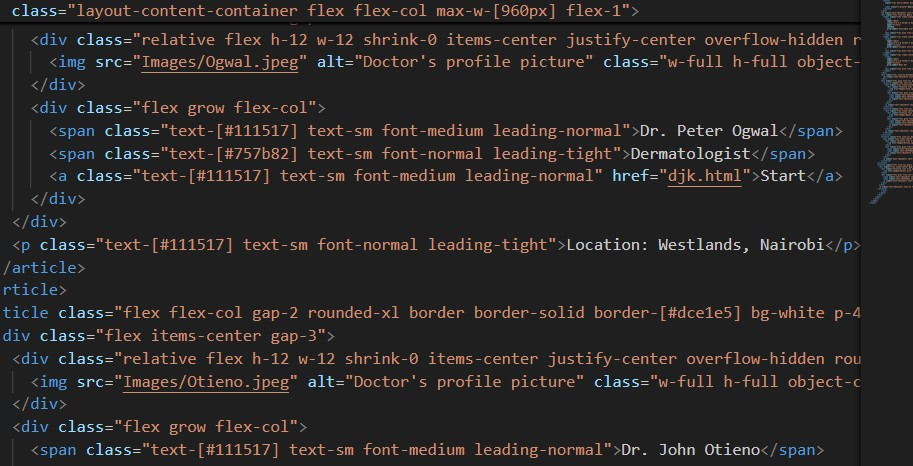 class="layout-content-container flex flex-col max-w-[960px] flex-1">
<div class="relative flex h-12 w-12 shrink-0 items-center justify-center overflow-hidden r
<img src="Images/Ogwal.jpeg" alt="Doctor's profile picture" class="w-full h-full object-
</div>
<div class="flex grow flex-col">
<span class="text-[#111517] text-sm font-medium leading-normal">Dr. Peter Ogwal</span>
<span class="text-[#757b82] text-sm font-normal leading-tight">Dermatologist</span>
<a class="text-[#111517] text-sm font-medium leading-normal" href="djk.html">Start</a>
</div>
</div>
<p class="text-[#111517] text-sm font-normal leading-tight">Location: Westlands, Nairobi</p>
/article>
rticle>
ticle class="flex flex-col gap-2 rounded-xl border border-solid border-[#dce1e5] bg-white p-4
div class="flex items-center gap-3">
<div class="relative flex h-12 w-12 shrink-0 items-center justify-center overflow-hidden rou
<img src="Images/Otieno.jpeg" alt="Doctor's profile picture" class="w-full h-full object-c
</div>
<div class="flex grow flex-col">
<span class="text-[#111517] text-sm font-medium leading-normal">Dr. John Otieno</span>